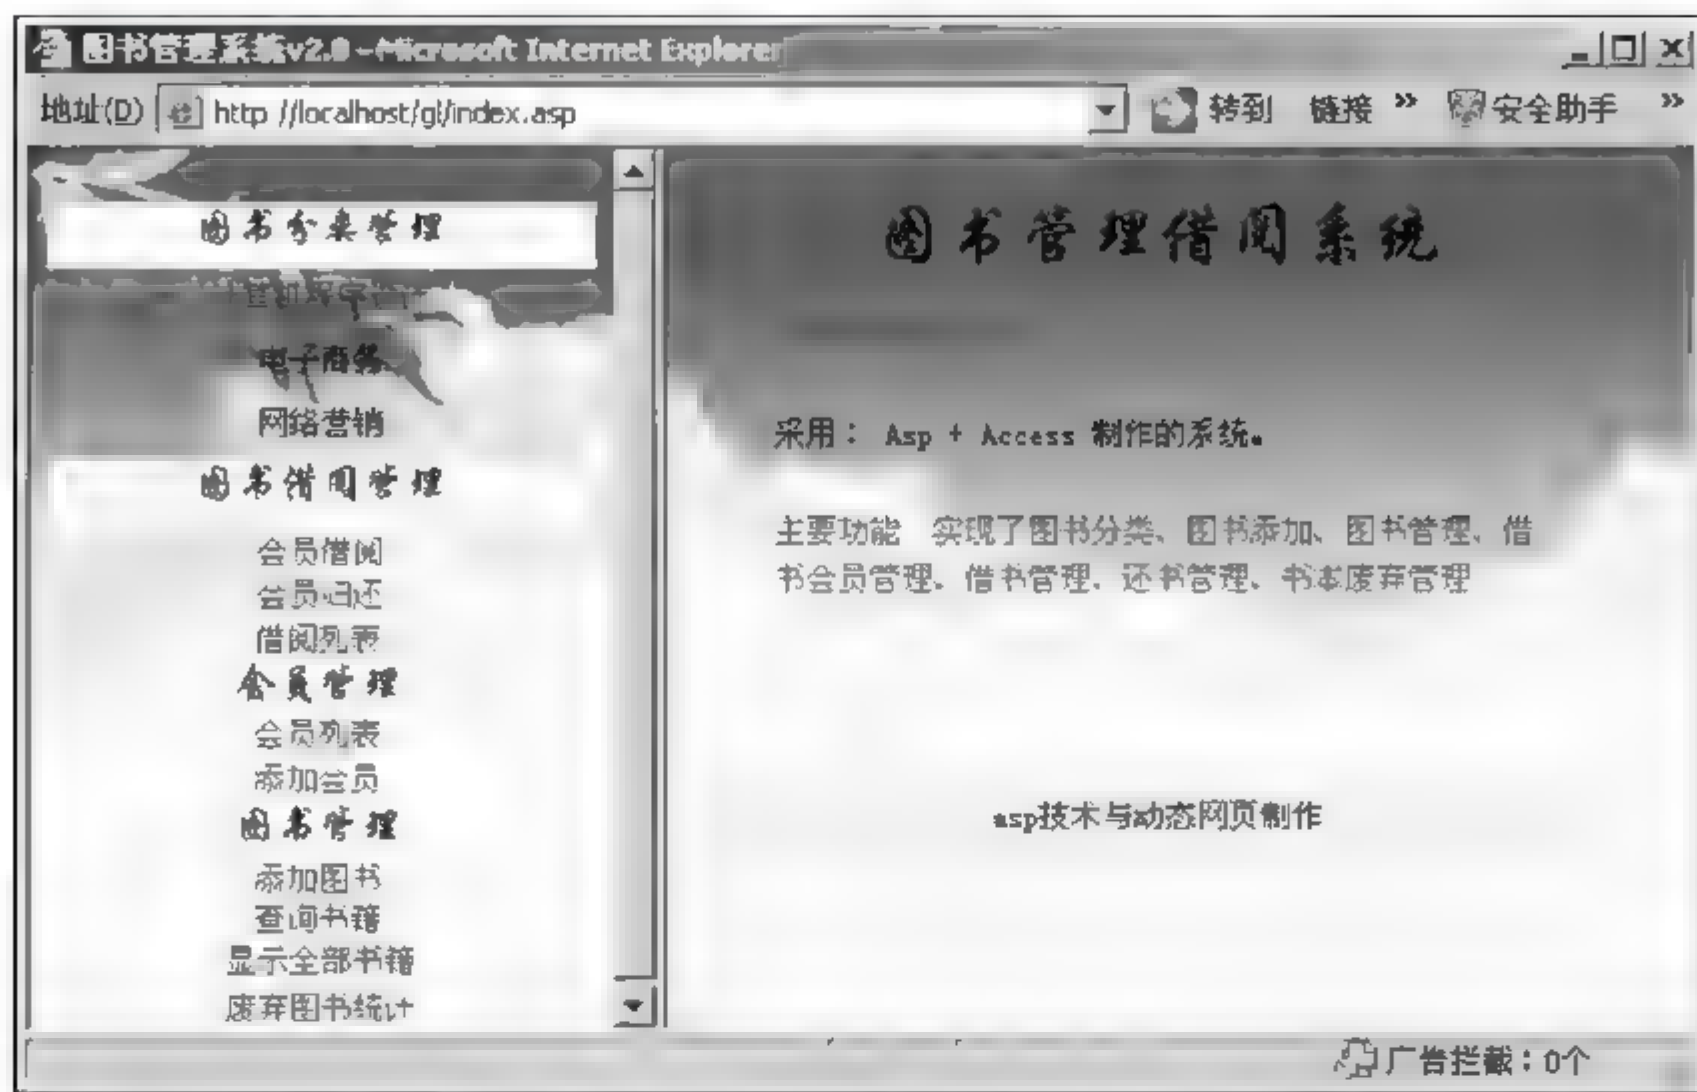 图书管理系统v2.0 - Microsoft Internet Explorer
地址(D) http://localhost/gl/index.asp 转到 链接 » 安全助手 »
图书分类管理
电子商务
网络营销
图书借阅管理
会员借阅
会员归还
借阅列表
会员管理
会员列表
添加会员
图书管理
添加图书
查询书籍
显示全部书籍
废弃图书统计
图书管理借阅系统
采用： Asp + Access 制作的系统。
主要功能 实现了图书分类、图书添加、图书管理、借
书会员管理、借书管理、还书管理、书本废弃管理
asp技术与动态网页制作
广告拦截：0个